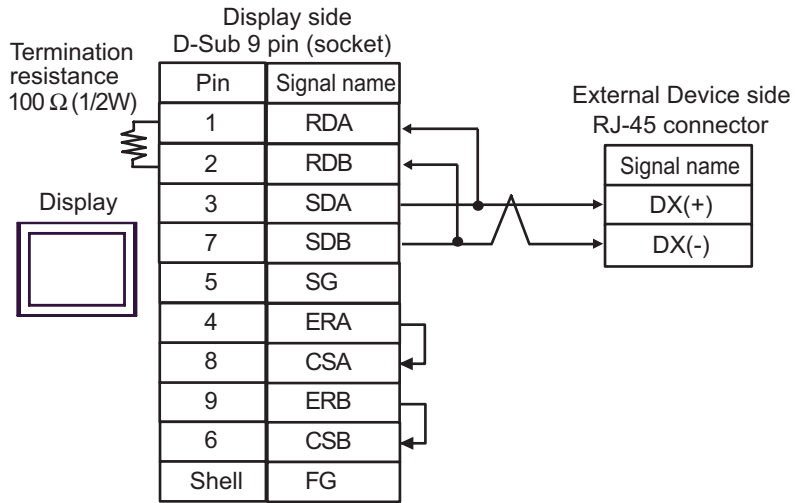 Display side
D-Sub 9 pin (socket)
Termination
resistance
100 Ω (1/2W)
Pin Signal name
1 RDA
2 RDB
3 SDA
7 SDB
5 SG
4 ERA
8 CSA
9 ERB
6 CSB
Shell FG
Display
External Device side
RJ-45 connector
Signal name
DX(+)
DX(-)